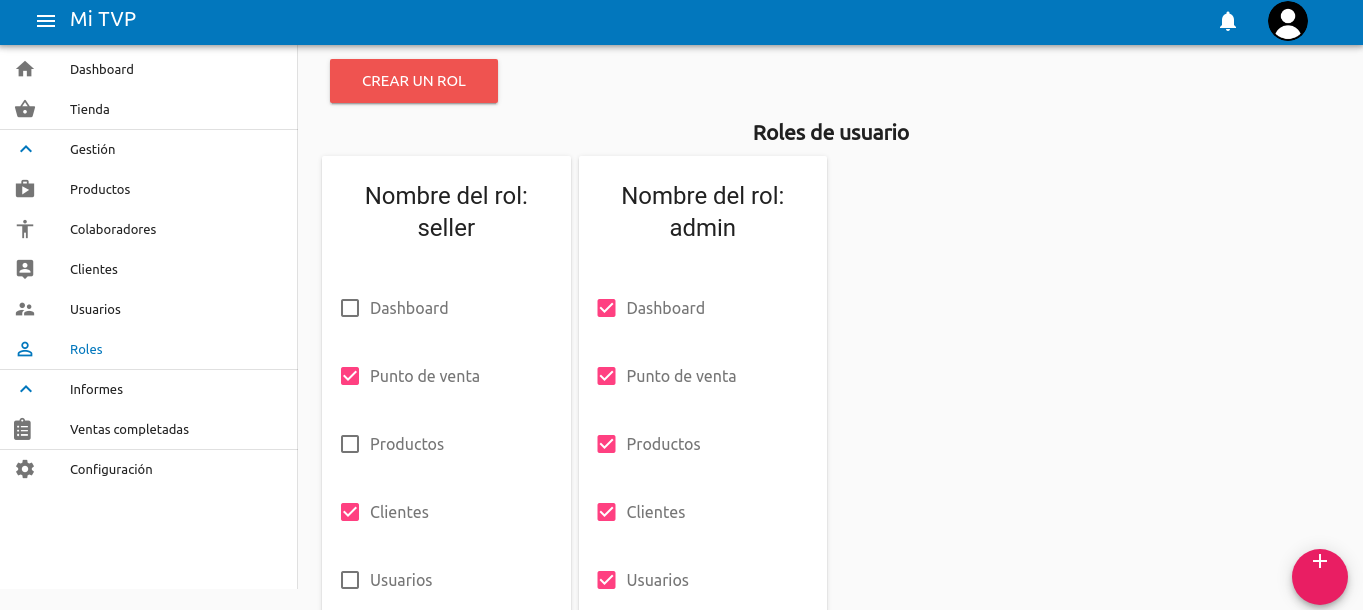 Mi TVP
Dashboard
Tienda
Gestión
Productos
Colaboradores
Clientes
Usuarios
Roles
Informes
Ventas completadas
Configuración
CREAR UN ROL
Roles de usuario
Nombre del rol:
seller
Dashboard
Punto de venta
Productos
Clientes
Usuarios
Nombre del rol:
admin
Dashboard
Punto de venta
Productos
Clientes
Usuarios